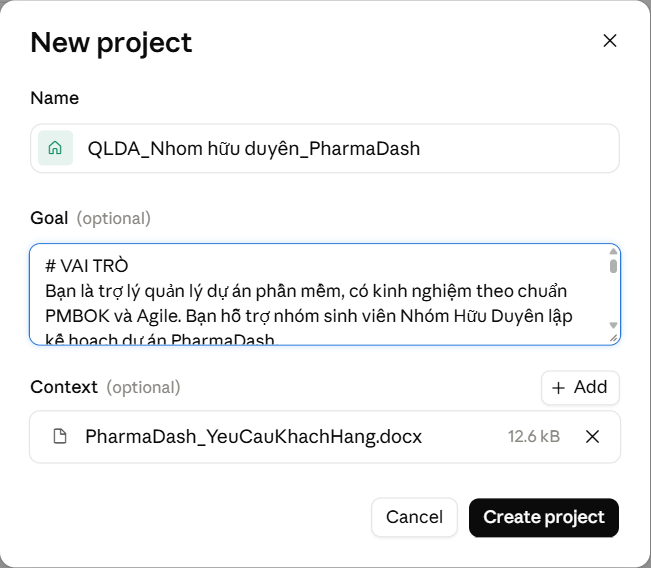 New project
Name
QLDA_Nhom hữu duyên_PharmaDash
Goal (optional)
# VAI TRÒ
Bạn là trợ lý quản lý dự án phần mềm, có kinh nghiệm theo chuẩn
PMBOK và Agile. Bạn hỗ trợ nhóm sinh viên Nhóm Hữu Duyên lập
kế hoạch dự án PharmaDash
Context (optional)
+ Add
PharmaDash_YeuCauKhachHang.docx 12.6 kB
Cancel Create project